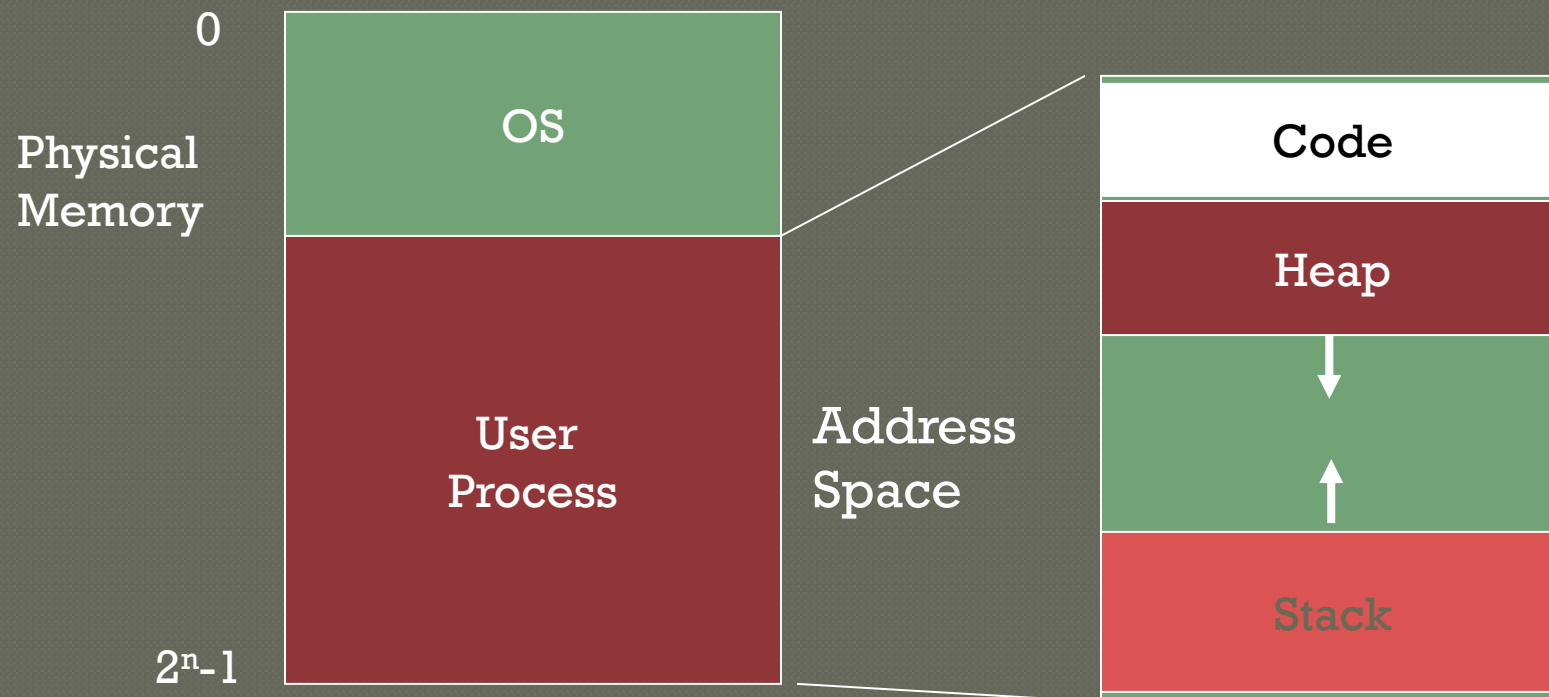 0
OS
Physical
Memory
User
Process
2ⁿ-1
Address
Space
Code
Heap
Stack